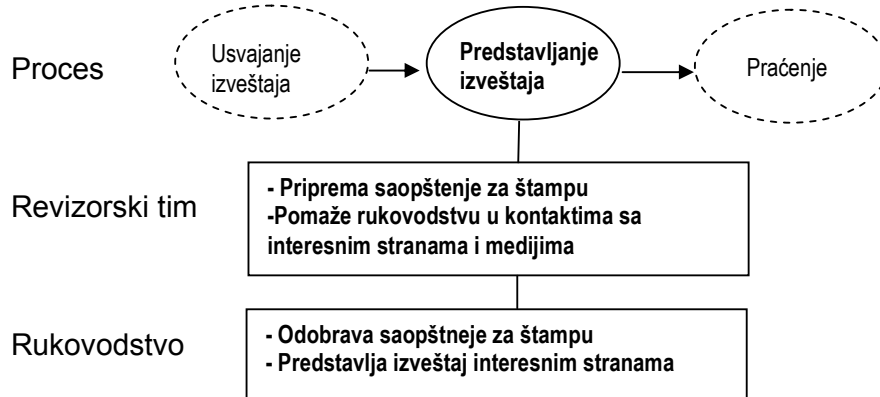 Proces
Usvajanje
izveštaja
Predstavljanje
izveštaja
Praćenje
Revizorski tim
- Priprema saopštenje za štampu
-Pomaže rukovodstvu u kontaktima sa
interesnim stranama i medijima
Rukovodstvo
- Odobrava saopštneje za štampu
- Predstavlja izveštaj interesnim stranama